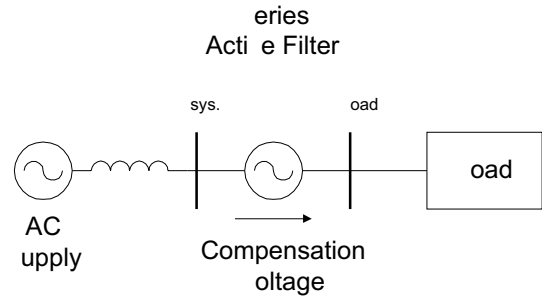 eries
Acti e Filter
sys.
oad
oad
AC
upply
Compensation
oltage